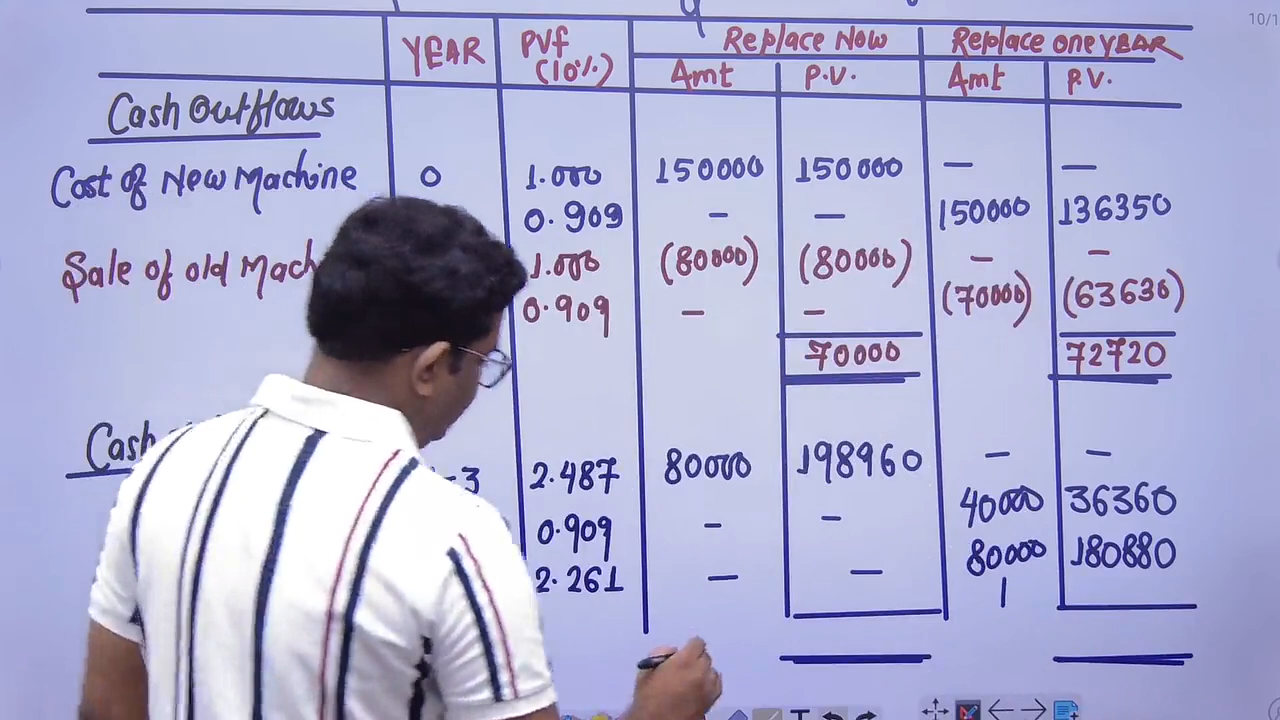 10/1
YEAR PVf (10%) Replace Now Replace one YEAR
Amt P.V. Amt P.V.
Cash Outflows
Cost of New Machine 0 1.000 150000 150000 — —
0.909 — — 150000 136350
Sale of old Mach 1.000 (80000) (80000) — —
0.909 — — (70000) (63630)
70000 72720
Cash
-3 2.487 80000 198960 — —
0.909 — — 40000 36360
2.261 — — 80000 180880